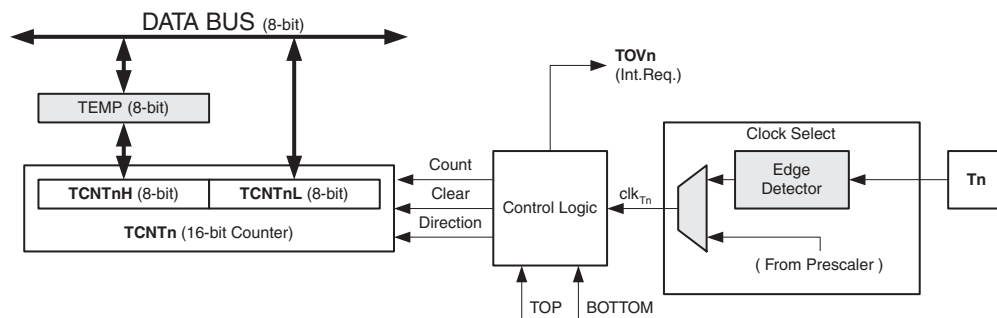 DATA BUS (8-bit)
TOVn
(Int.Req.)
TEMP (8-bit)
Clock Select
TCNTnH (8-bit)
TCNTnL (8-bit)
TCNTn (16-bit Counter)
Count
Clear
Direction
Control Logic
clkTn
Edge
Detector
Tn
( From Prescaler )
TOP
BOTTOM